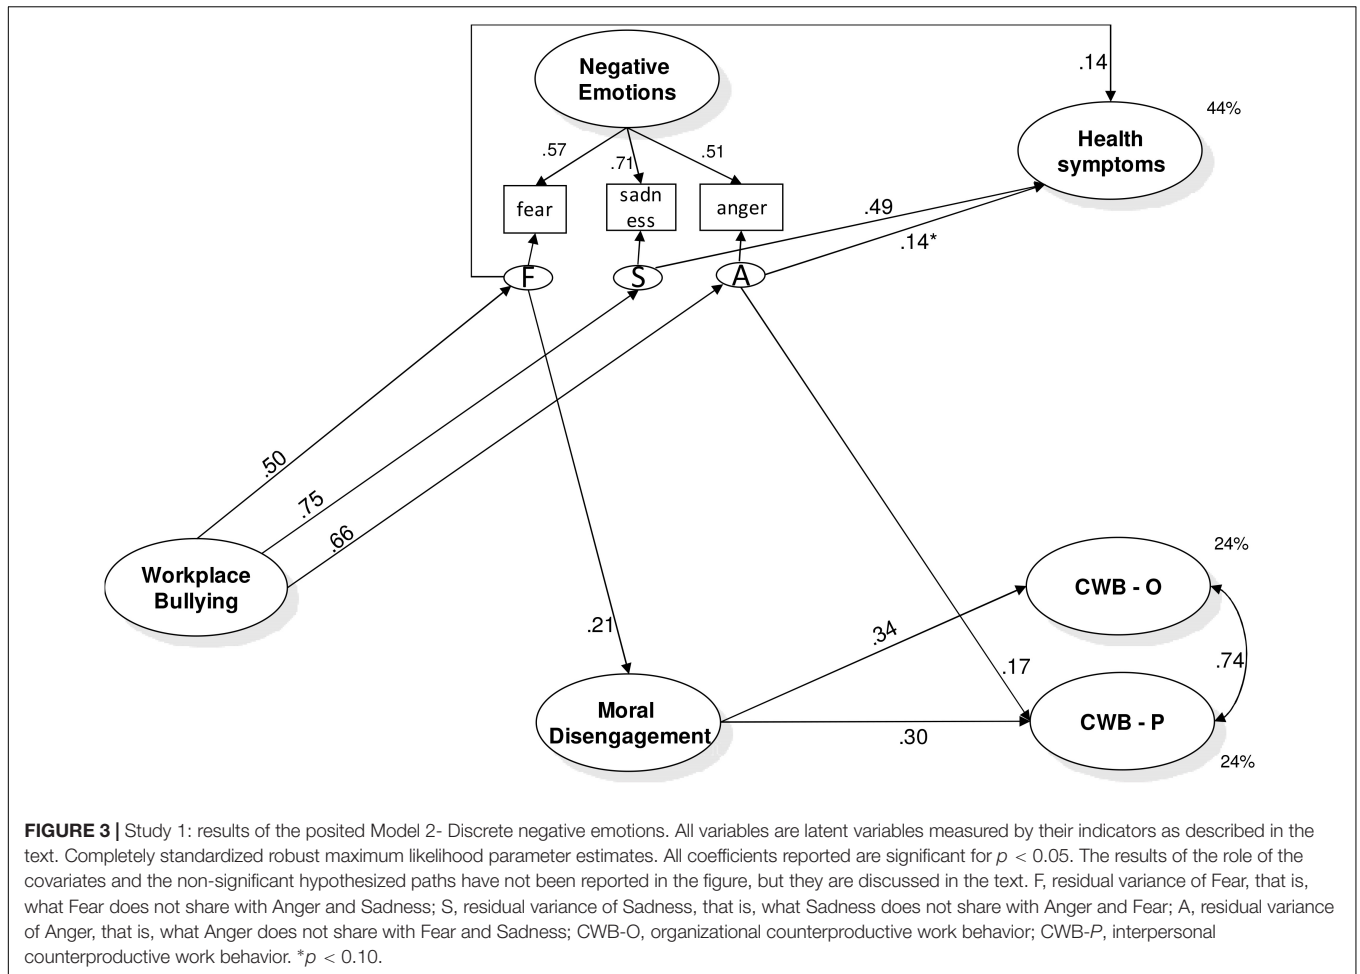 Negative
Emotions
.14
44%
Health
symptoms
.57
.71
.51
fear
sadn
ess
anger
.49
.14*
F
S
A
.50
.75
.66
Workplace
Bullying
.21
24%
CWB - O
.34
.74
.17
Moral
Disengagement
.30
CWB - P
24%
FIGURE 3 | Study 1: results of the posited Model 2- Discrete negative emotions. All variables are latent variables measured by their indicators as described in the
text. Completely standardized robust maximum likelihood parameter estimates. All coefficients reported are significant for p < 0.05. The results of the role of the
covariates and the non-significant hypothesized paths have not been reported in the figure, but they are discussed in the text. F, residual variance of Fear, that is,
what Fear does not share with Anger and Sadness; S, residual variance of Sadness, that is, what Sadness does not share with Anger and Fear; A, residual variance
of Anger, that is, what Anger does not share with Fear and Sadness; CWB-O, organizational counterproductive work behavior; CWB-P, interpersonal
counterproductive work behavior. *p < 0.10.